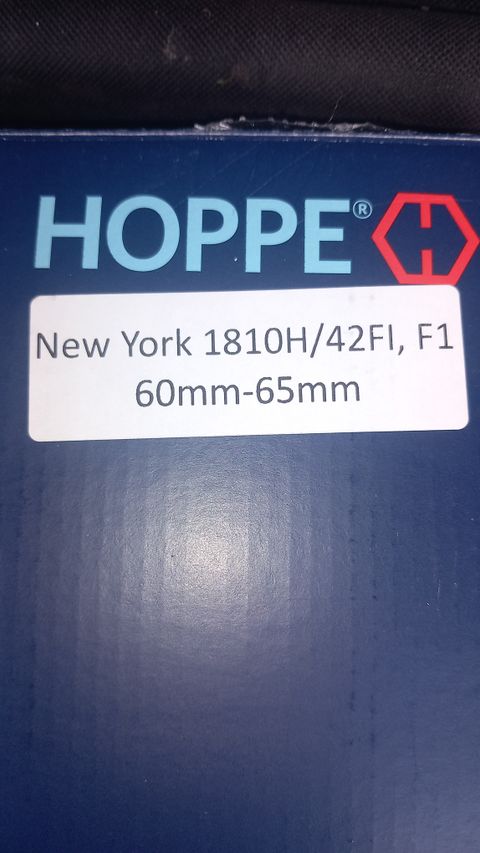 HOPPE®
New York 1810H/42FI, F1
60mm-65mm